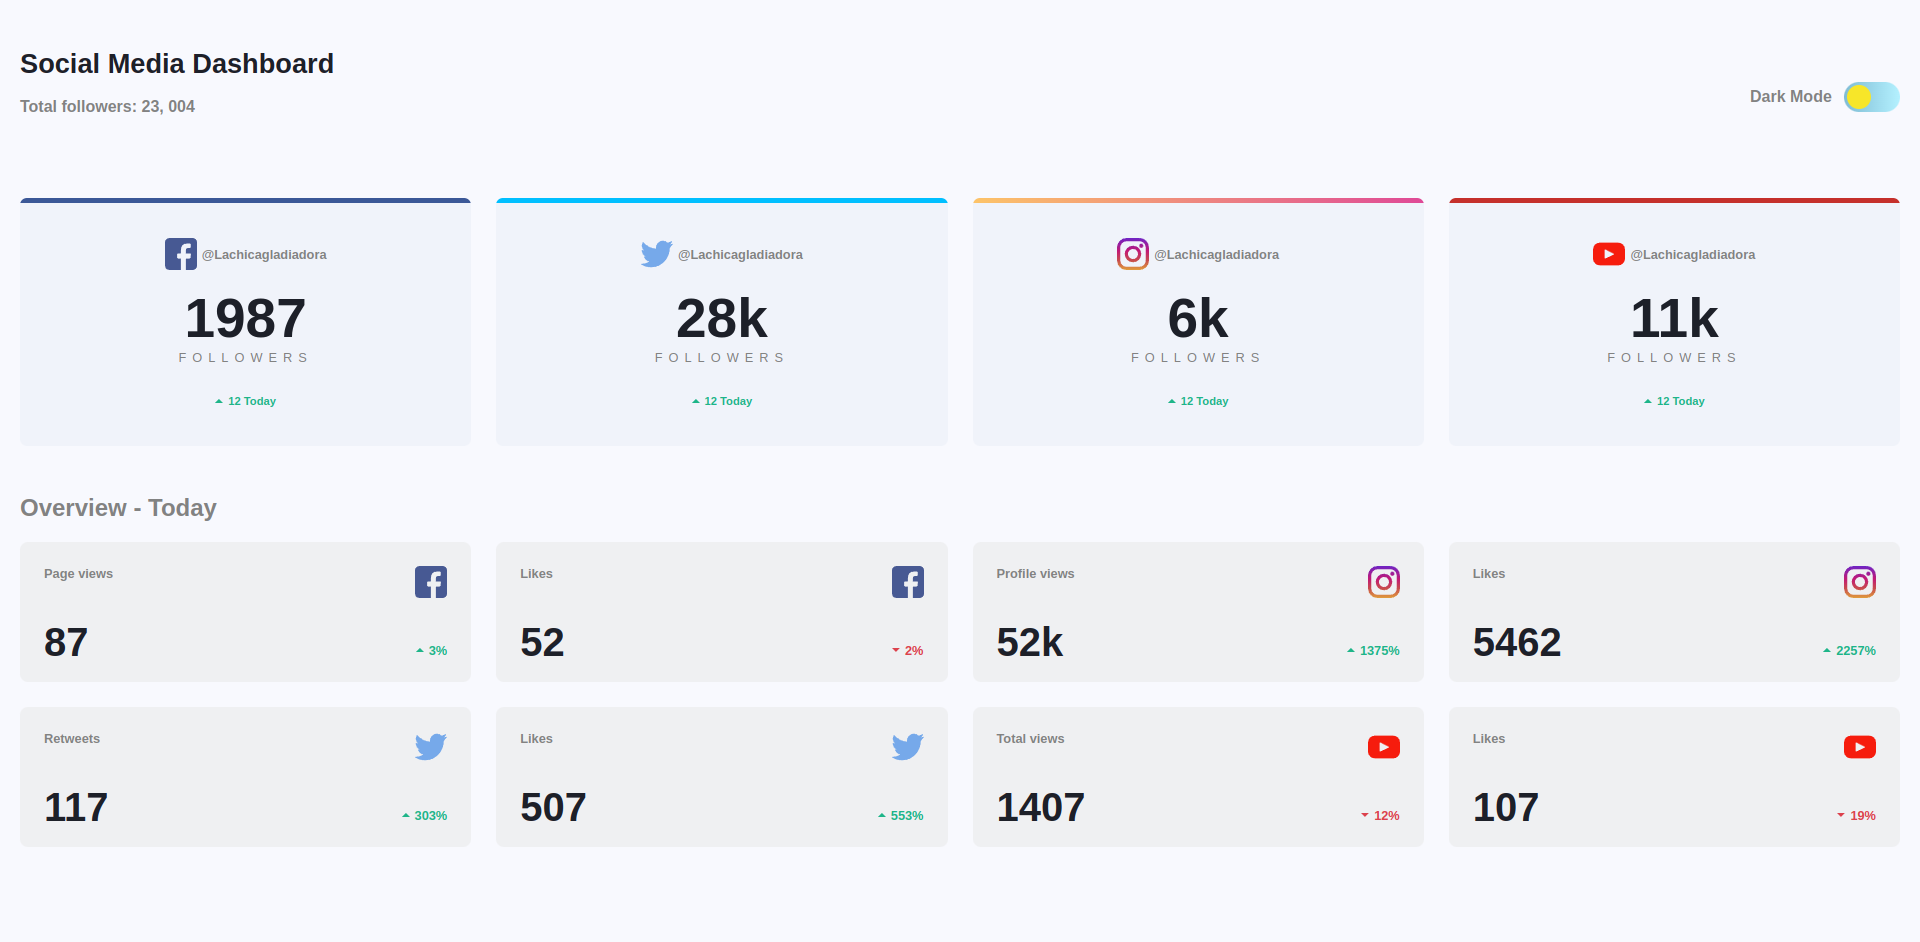 Social Media Dashboard
Total followers: 23, 004
Dark Mode
@Lachicagladiadora
1987
FOLLOWERS
12 Today
@Lachicagladiadora
28k
FOLLOWERS
12 Today
@Lachicagladiadora
6k
FOLLOWERS
12 Today
@Lachicagladiadora
11k
FOLLOWERS
12 Today
Overview - Today
Page views
87
3%
Likes
52
2%
Profile views
52k
1375%
Likes
5462
2257%
Retweets
117
303%
Likes
507
553%
Total views
1407
12%
Likes
107
19%